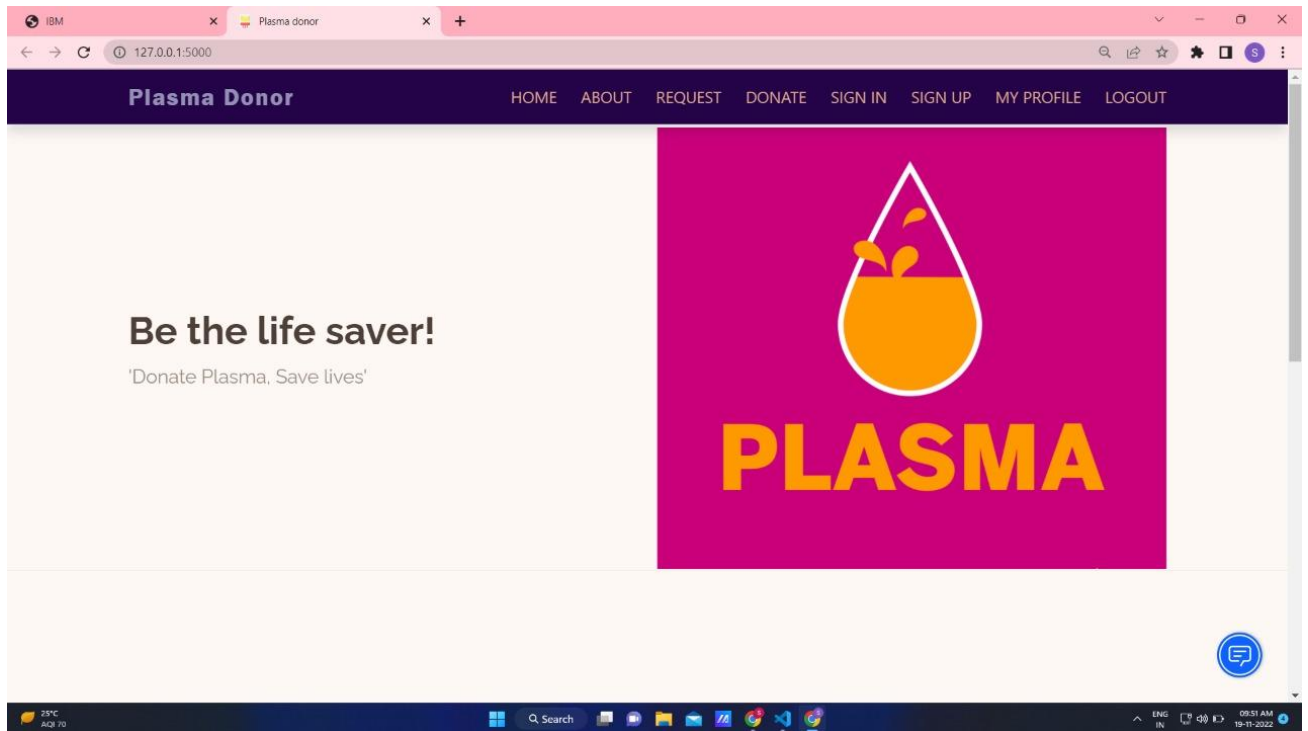 IBM
Plasma donor
127.0.0.1:5000
S
Plasma Donor
HOME ABOUT REQUEST DONATE SIGN IN SIGN UP MY PROFILE LOGOUT
Be the life saver!
'Donate Plasma, Save lives'
PLASMA
25°C
AQI 70
Search
ENG
IN
09:51 AM
19-11-2022
4